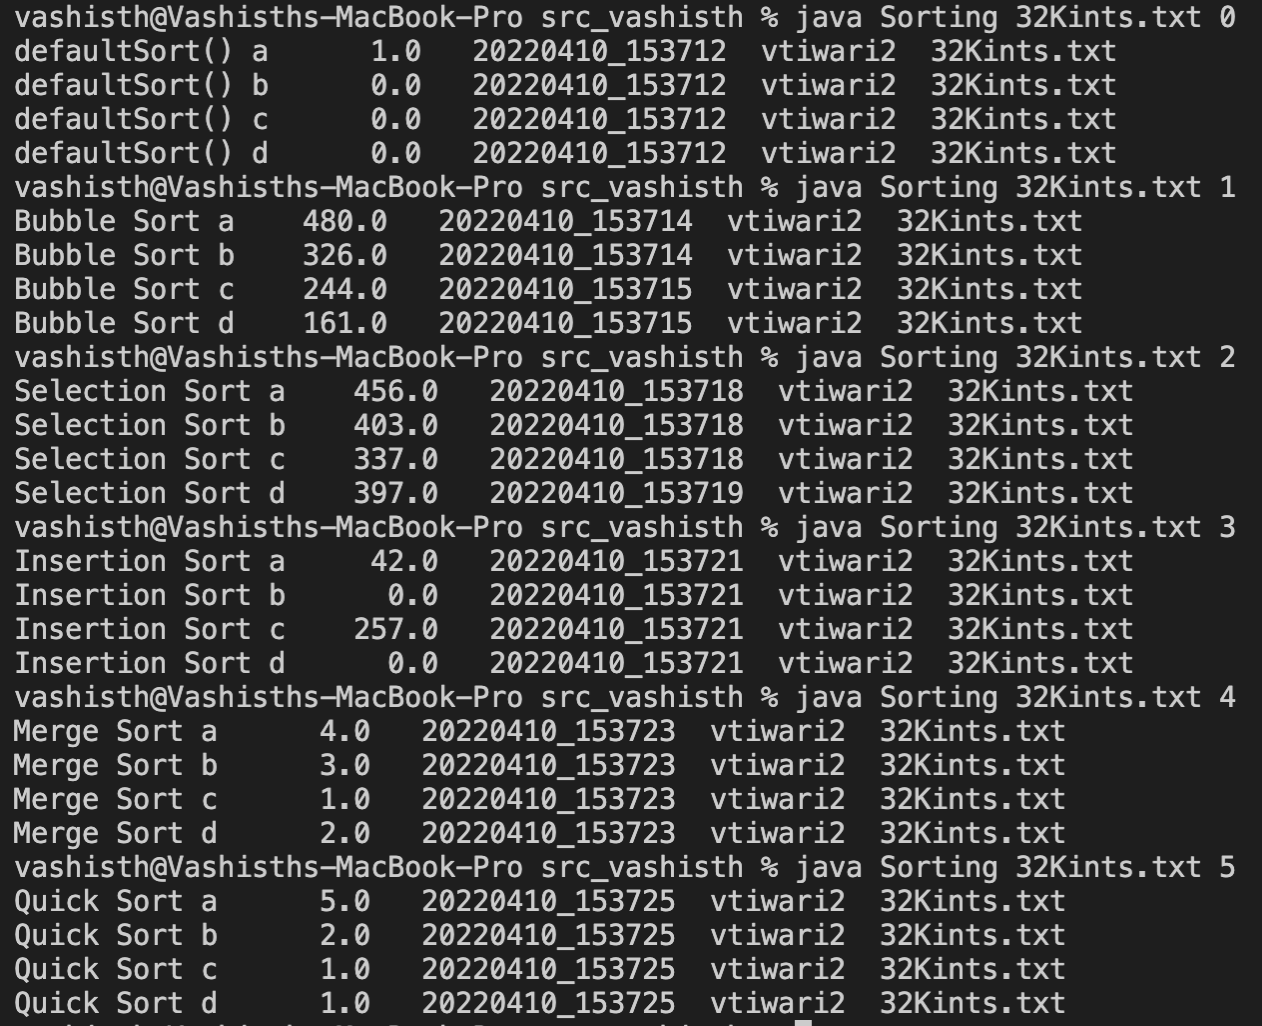 vashisth@Vashisths-MacBook-Pro src_vashisth % java Sorting 32Kints.txt 0
defaultSort() a      1.0   20220410_153712  vtiwari2  32Kints.txt
defaultSort() b      0.0   20220410_153712  vtiwari2  32Kints.txt
defaultSort() c      0.0   20220410_153712  vtiwari2  32Kints.txt
defaultSort() d      0.0   20220410_153712  vtiwari2  32Kints.txt
vashisth@Vashisths-MacBook-Pro src_vashisth % java Sorting 32Kints.txt 1
Bubble Sort a    480.0   20220410_153714  vtiwari2  32Kints.txt
Bubble Sort b    326.0   20220410_153714  vtiwari2  32Kints.txt
Bubble Sort c    244.0   20220410_153715  vtiwari2  32Kints.txt
Bubble Sort d    161.0   20220410_153715  vtiwari2  32Kints.txt
vashisth@Vashisths-MacBook-Pro src_vashisth % java Sorting 32Kints.txt 2
Selection Sort a    456.0   20220410_153718  vtiwari2  32Kints.txt
Selection Sort b    403.0   20220410_153718  vtiwari2  32Kints.txt
Selection Sort c    337.0   20220410_153718  vtiwari2  32Kints.txt
Selection Sort d    397.0   20220410_153719  vtiwari2  32Kints.txt
vashisth@Vashisths-MacBook-Pro src_vashisth % java Sorting 32Kints.txt 3
Insertion Sort a     42.0   20220410_153721  vtiwari2  32Kints.txt
Insertion Sort b      0.0   20220410_153721  vtiwari2  32Kints.txt
Insertion Sort c    257.0   20220410_153721  vtiwari2  32Kints.txt
Insertion Sort d      0.0   20220410_153721  vtiwari2  32Kints.txt
vashisth@Vashisths-MacBook-Pro src_vashisth % java Sorting 32Kints.txt 4
Merge Sort a      4.0   20220410_153723  vtiwari2  32Kints.txt
Merge Sort b      3.0   20220410_153723  vtiwari2  32Kints.txt
Merge Sort c      1.0   20220410_153723  vtiwari2  32Kints.txt
Merge Sort d      2.0   20220410_153723  vtiwari2  32Kints.txt
vashisth@Vashisths-MacBook-Pro src_vashisth % java Sorting 32Kints.txt 5
Quick Sort a      5.0   20220410_153725  vtiwari2  32Kints.txt
Quick Sort b      2.0   20220410_153725  vtiwari2  32Kints.txt
Quick Sort c      1.0   20220410_153725  vtiwari2  32Kints.txt
Quick Sort d      1.0   20220410_153725  vtiwari2  32Kints.txt